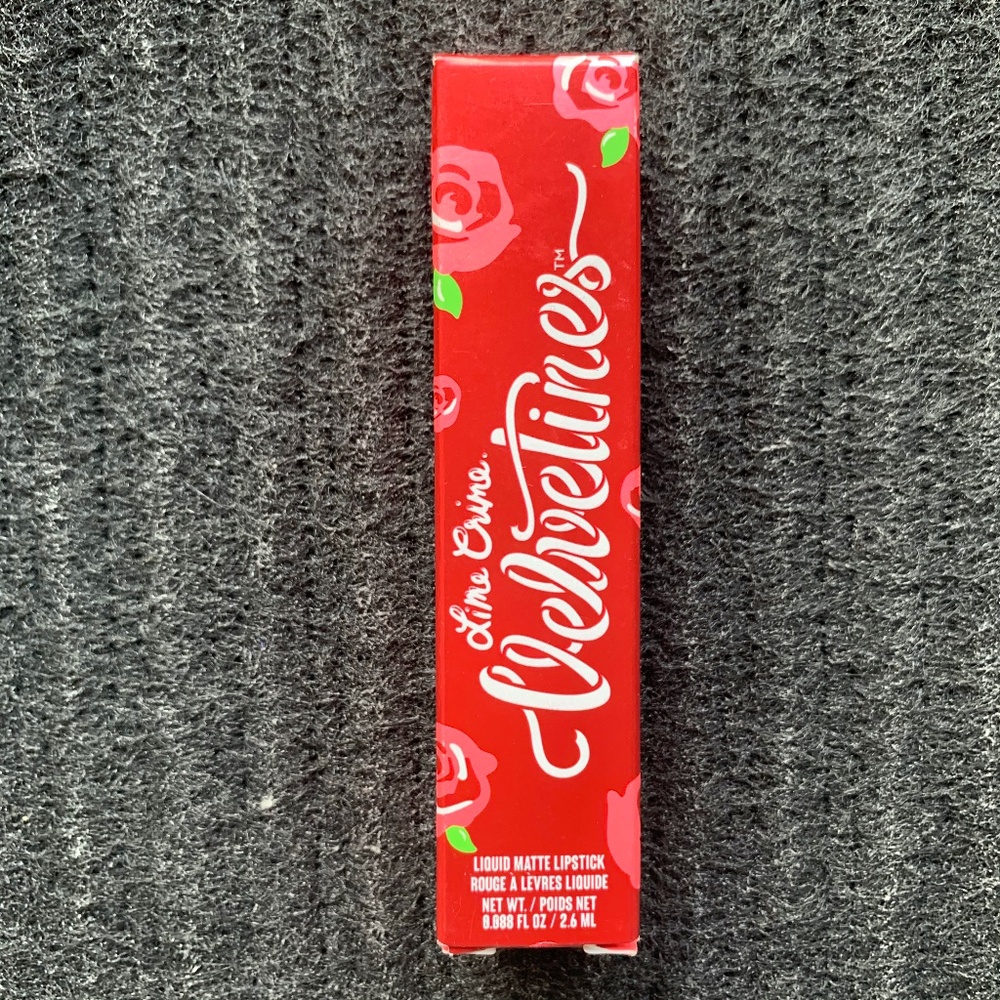 Lime Crime.
Velvetines™
LIQUID MATTE LIPSTICK
ROUGE À LÈVRES LIQUIDE
NET WT. / POIDS NET
0.088 FL OZ / 2.6 ML